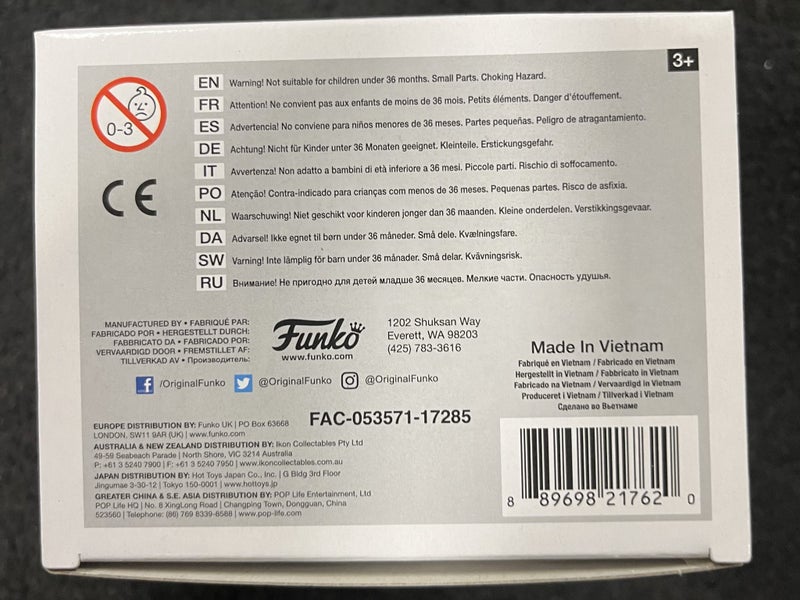 3+
0-3
EN Warning! Not suitable for children under 36 months. Small Parts. Choking Hazard.
FR Attention! Ne convient pas aux enfants de moins de 36 mois. Petits éléments. Danger d'étouffement.
ES Advertencia! No conviene para niños menores de 36 meses. Partes pequeñas. Peligro de atragantamiento.
DE Achtung! Nicht für Kinder unter 36 Monaten geeignet. Kleinteile. Erstickungsgefahr.
IT Avvertenza! Non adatto a bambini di età inferiore a 36 mesi. Piccole parti. Rischio di soffocamento.
PO Atenção! Contra-indicado para crianças com menos de 36 meses. Pequenas partes. Risco de asfixia.
NL Waarschuwing! Niet geschikt voor kinderen jonger dan 36 maanden. Kleine onderdelen. Verstikkingsgevaar.
DA Advarsel! Ikke egnet til børn under 36 måneder. Små dele. Kvælningsfare.
SW Varning! Inte lämplig för barn under 36 månader. Små delar. Kvävningsrisk.
RU Внимание! Не пригодно для детей младше 36 месяцев. Мелкие части. Опасность удушья.
CE
MANUFACTURED BY • FABRIQUÉ PAR:
FABRICADO POR • HERGESTELLT DURCH:
FABBRICATO DA • FABRICADO POR:
VERVAARDIGD DOOR • FREMSTILLET AF:
TILLVERKAD AV • Производитель:
Funko
www.funko.com
1202 Shuksan Way
Everett, WA 98203
(425) 783-3616
/OriginalFunko @OriginalFunko @OriginalFunko
Made In Vietnam
Fabriqué en Vietnam / Fabricado en Vietnam
Hergestellt in Vietnam / Fabbricato in Vietnam
Fabricado na Vietnam / Vervaardigd in Vietnam
Produceret i Vietnam / Tillverkad i Vietnam
Сделано во Вьетнаме
FAC-053571-17285
EUROPE DISTRIBUTION BY: Funko UK | PO Box 63668
LONDON, SW11 9AR (UK) | www.funko.com
AUSTRALIA & NEW ZEALAND DISTRIBUTION BY: Ikon Collectables Pty Ltd
49-59 Seabeach Parade | North Shore, VIC 3214 Australia
P: +61 3 5240 7900 | F: +61 3 5240 7950 | www.ikoncollectables.com.au
JAPAN DISTRIBUTION BY: Hot Toys Japan Co., Inc. | G Bldg 3rd Floor
Jingumae 3-30-12 | Tokyo 150-0001 | www.hottoys.jp
GREATER CHINA & S.E. ASIA DISTRIBUTION BY: POP Life Entertainment, Ltd
POP Life HQ | No. 8 XingLong Road | Changping Town, Dongguan, China
523560 | Telephone: (86) 769 8339-8588 | www.pop-life.com
8 89698 21762 0